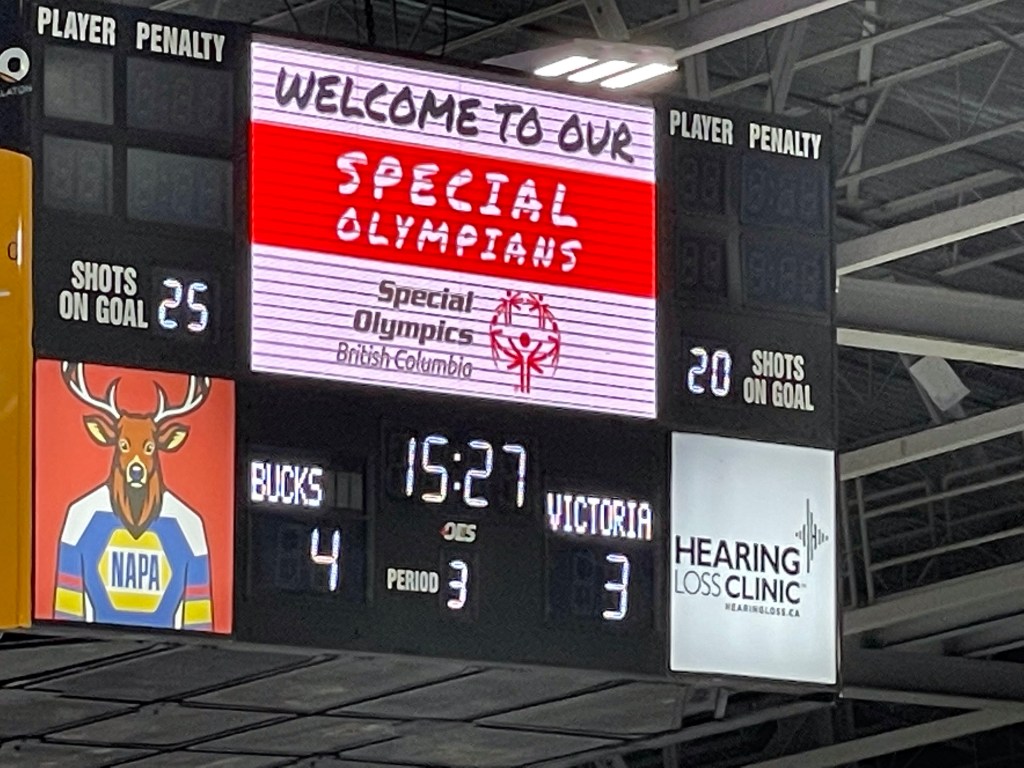 PLAYER PENALTY
WELCOME TO OUR
SPECIAL
OLYMPIANS
Special
Olympics
British Columbia
PLAYER PENALTY
SHOTS
ON GOAL 25
20 SHOTS
ON GOAL
NAPA
BUCKS 15:27 VICTORIA
4 PERIOD 3 3
HEARING
LOSS CLINIC
HEARINGLOSS.CA